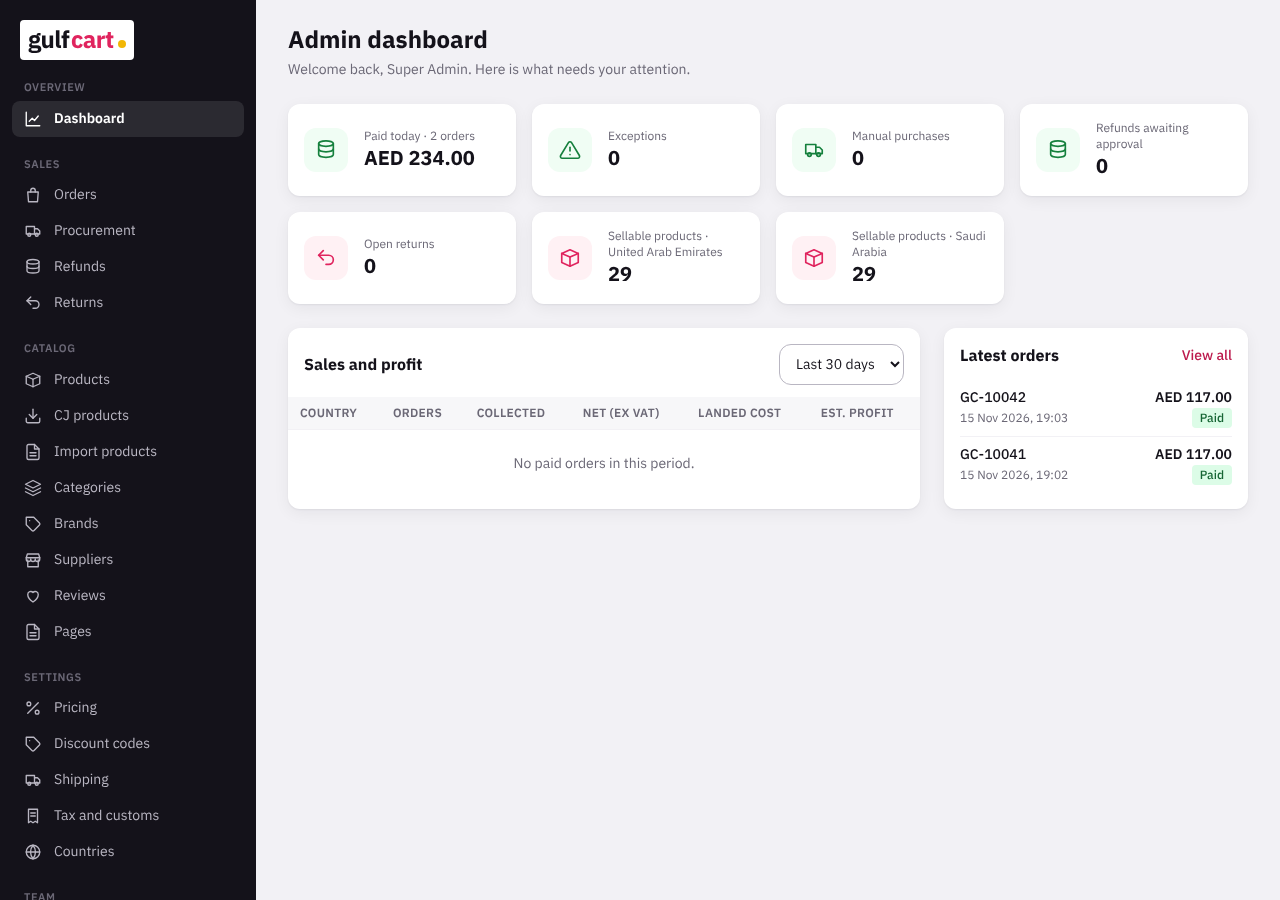 gulfcart
OVERVIEW
Dashboard
SALES
Orders
Procurement
Refunds
Returns
CATALOG
Products
CJ products
Import products
Categories
Brands
Suppliers
Reviews
Pages
SETTINGS
Pricing
Discount codes
Shipping
Tax and customs
Countries
TEAM
Admin dashboard
Welcome back, Super Admin. Here is what needs your attention.
Paid today · 2 orders
AED 234.00
Exceptions
0
Manual purchases
0
Refunds awaiting
approval
0
Open returns
0
Sellable products ·
United Arab Emirates
29
Sellable products · Saudi
Arabia
29
Sales and profit
Last 30 days
COUNTRY ORDERS COLLECTED NET (EX VAT) LANDED COST EST. PROFIT
No paid orders in this period.
Latest orders View all
GC-10042 AED 117.00
15 Nov 2026, 19:03 Paid
GC-10041 AED 117.00
15 Nov 2026, 19:02 Paid